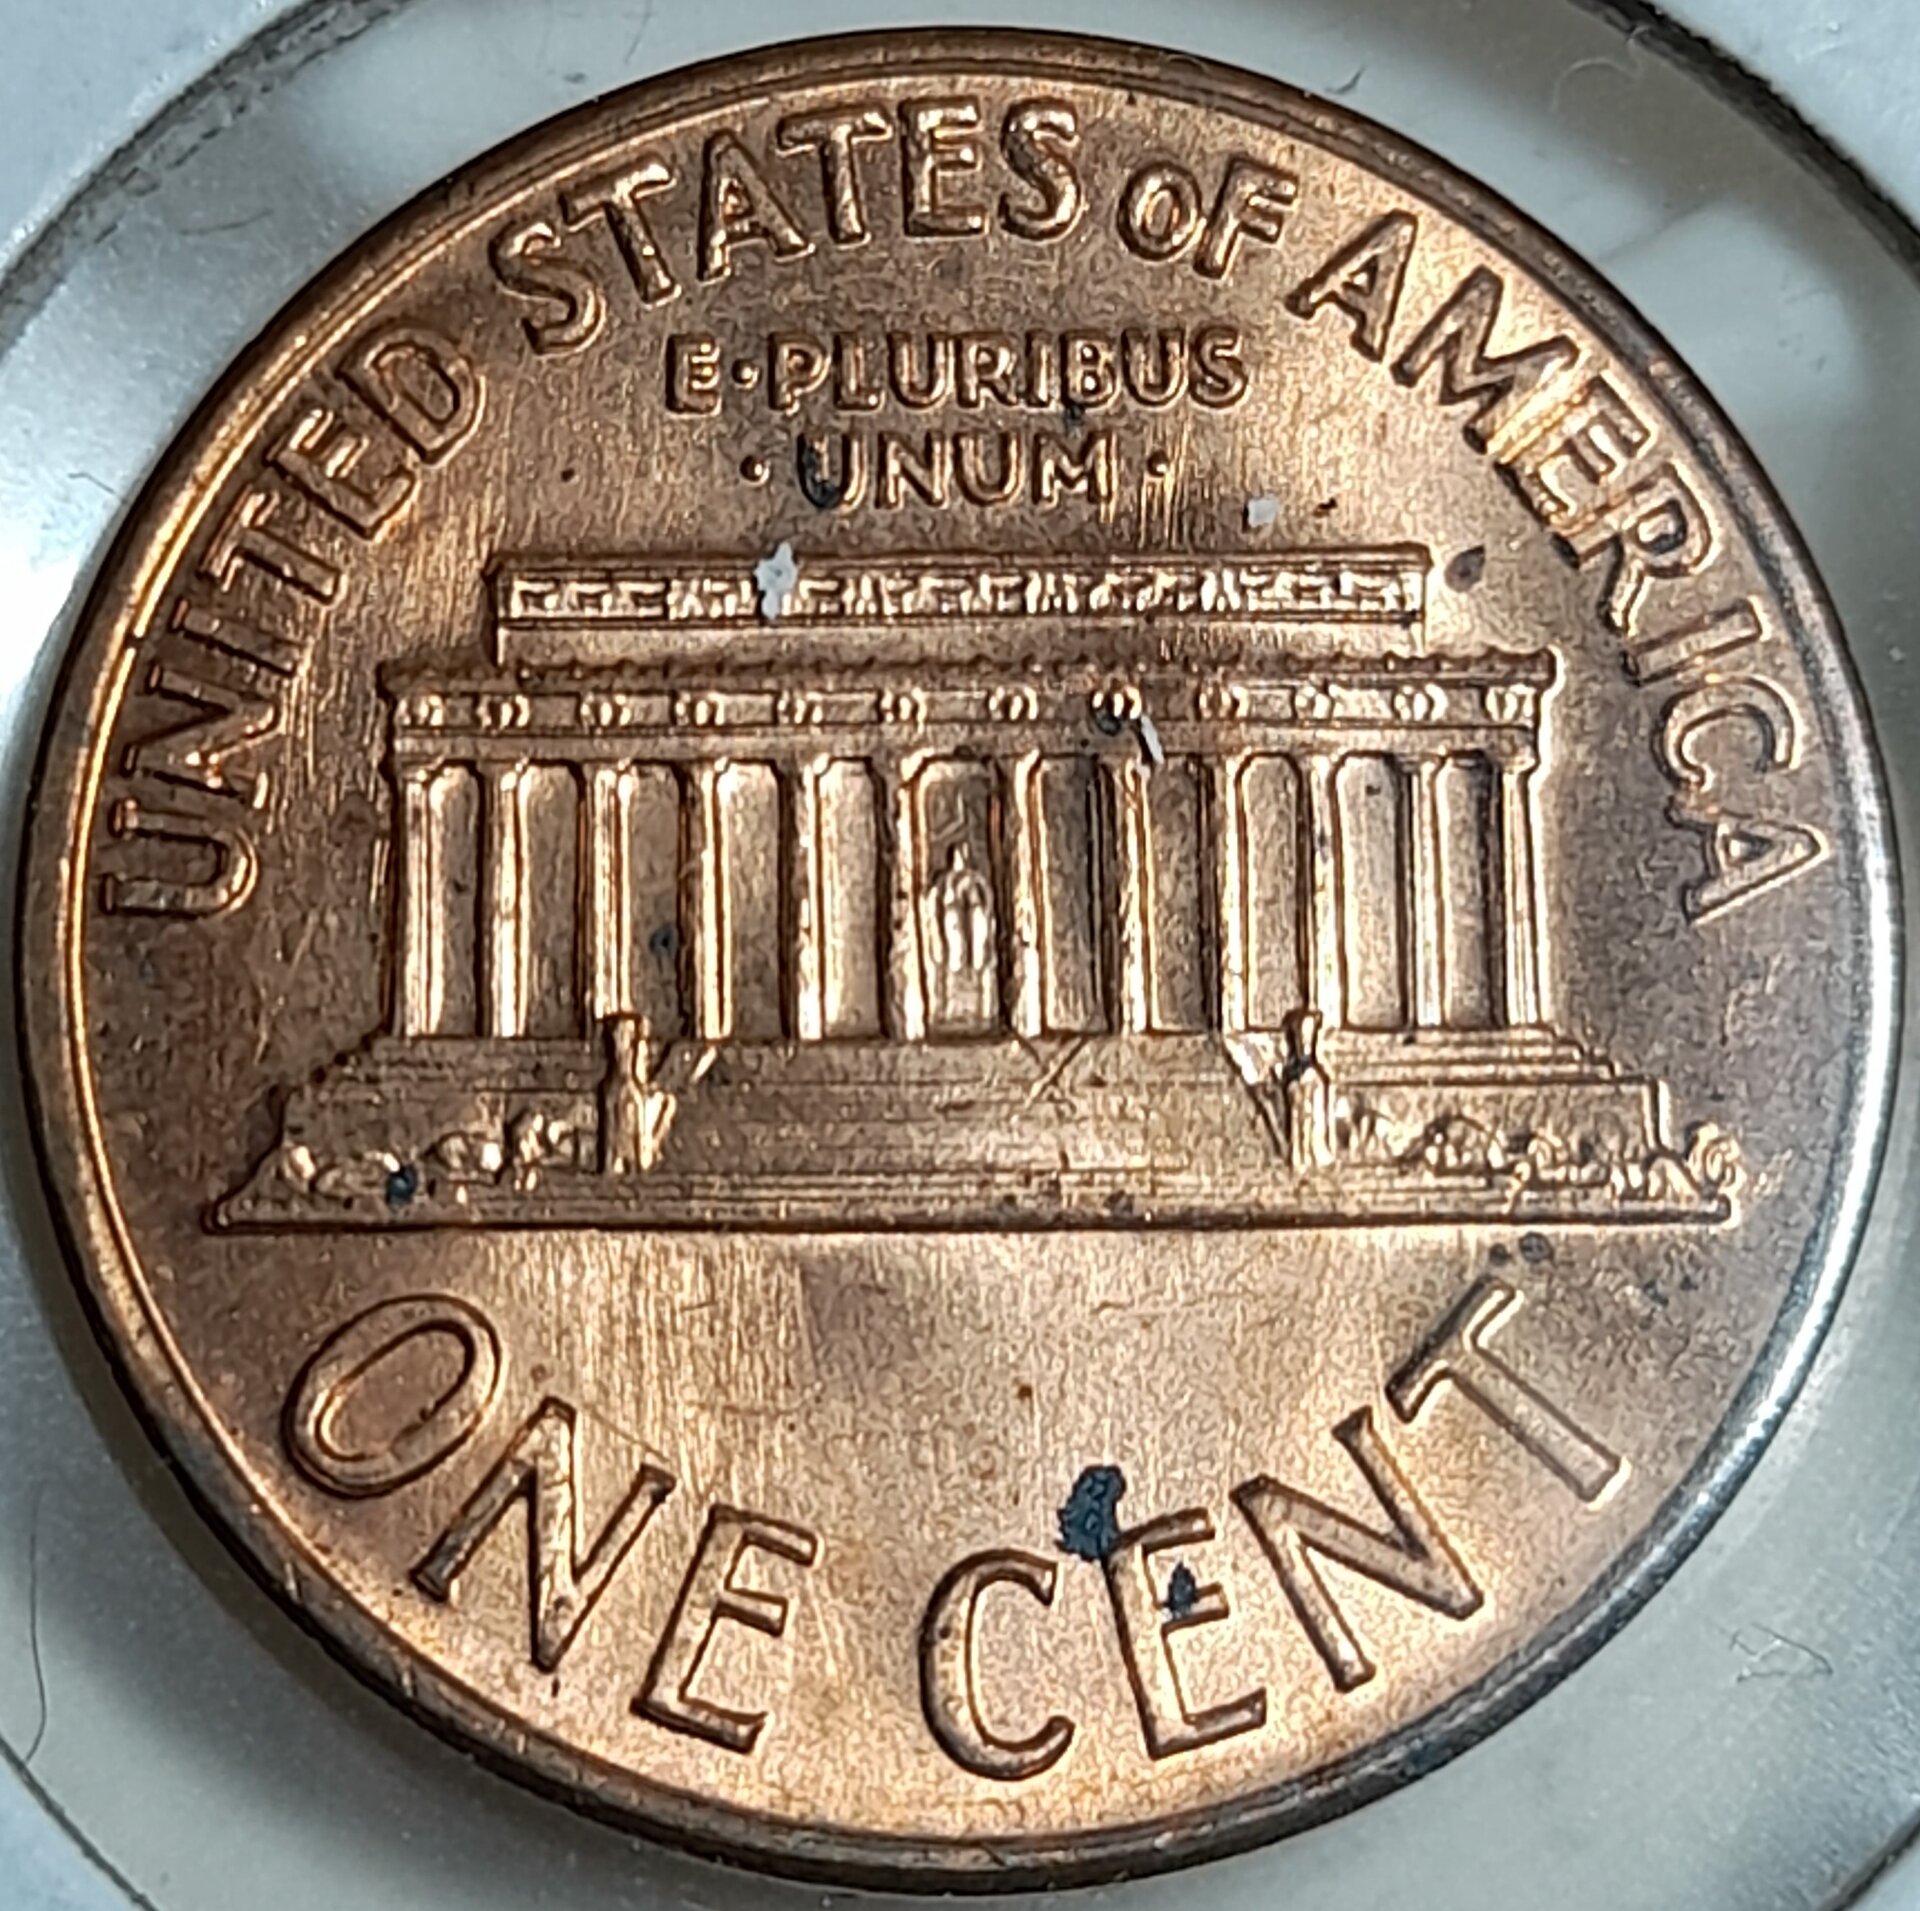 UNITED STATES OF AMERICA
E·PLURIBUS
·UNUM·
ONE CENT